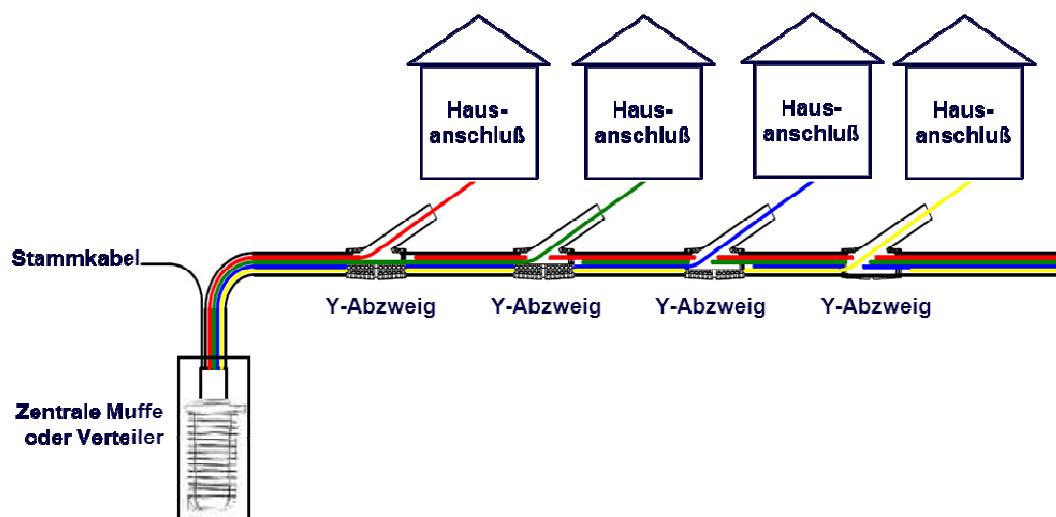 Haus-
anschluß
Haus-
anschluß
Haus-
anschluß
Haus-
anschluß
Stammkabel
Y-Abzweig
Y-Abzweig
Y-Abzweig
Y-Abzweig
Zentrale Muffe
oder Verteiler